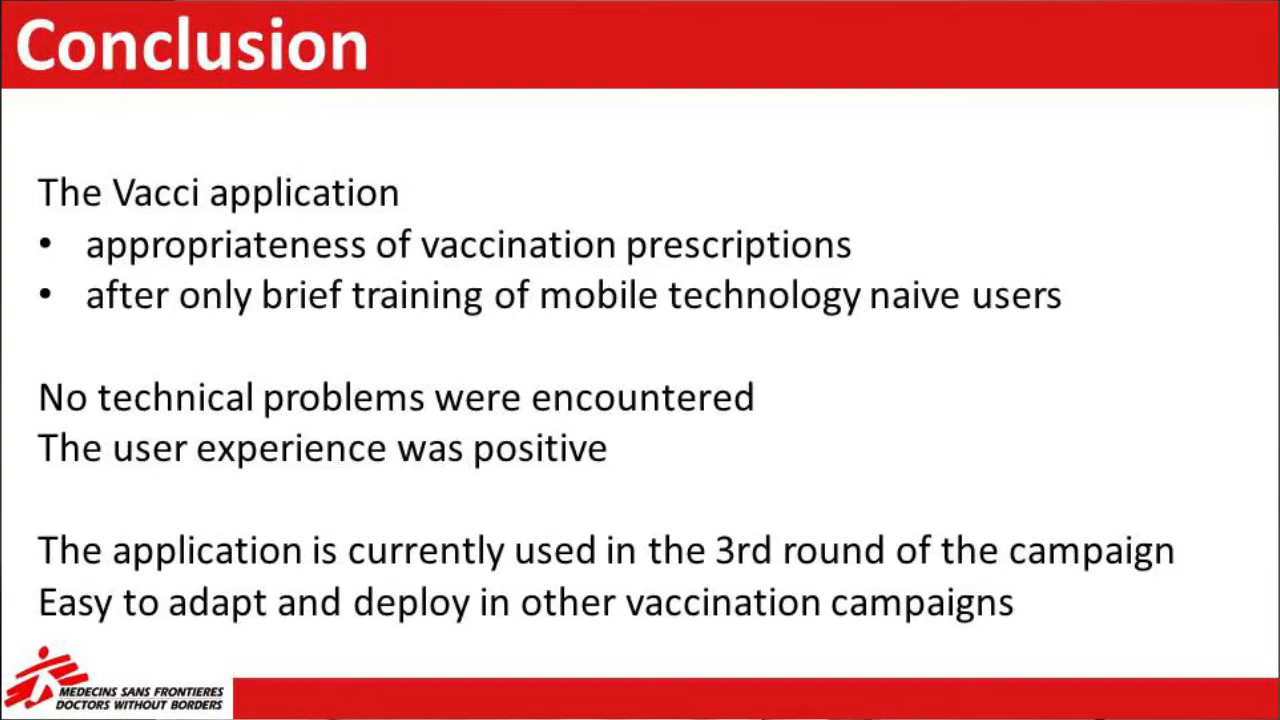 Conclusion
The Vacci application
• appropriateness of vaccination prescriptions
• after only brief training of mobile technology naive users
No technical problems were encountered
The user experience was positive
The application is currently used in the 3rd round of the campaign
Easy to adapt and deploy in other vaccination campaigns
MEDECINS SANS FRONTIERES
DOCTORS WITHOUT BORDERS